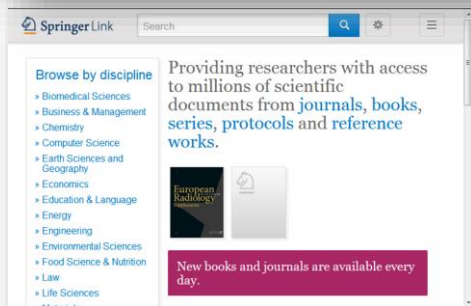 Springer Link
Search
Browse by discipline
» Biomedical Sciences
» Business & Management
» Chemistry
» Computer Science
» Earth Sciences and
Geography
» Economics
» Education & Language
» Energy
» Engineering
» Environmental Sciences
» Food Science & Nutrition
» Law
» Life Sciences
Providing researchers with access
to millions of scientific
documents from journals, books,
series, protocols and reference
works.
European
Radiology
New books and journals are available every
day.